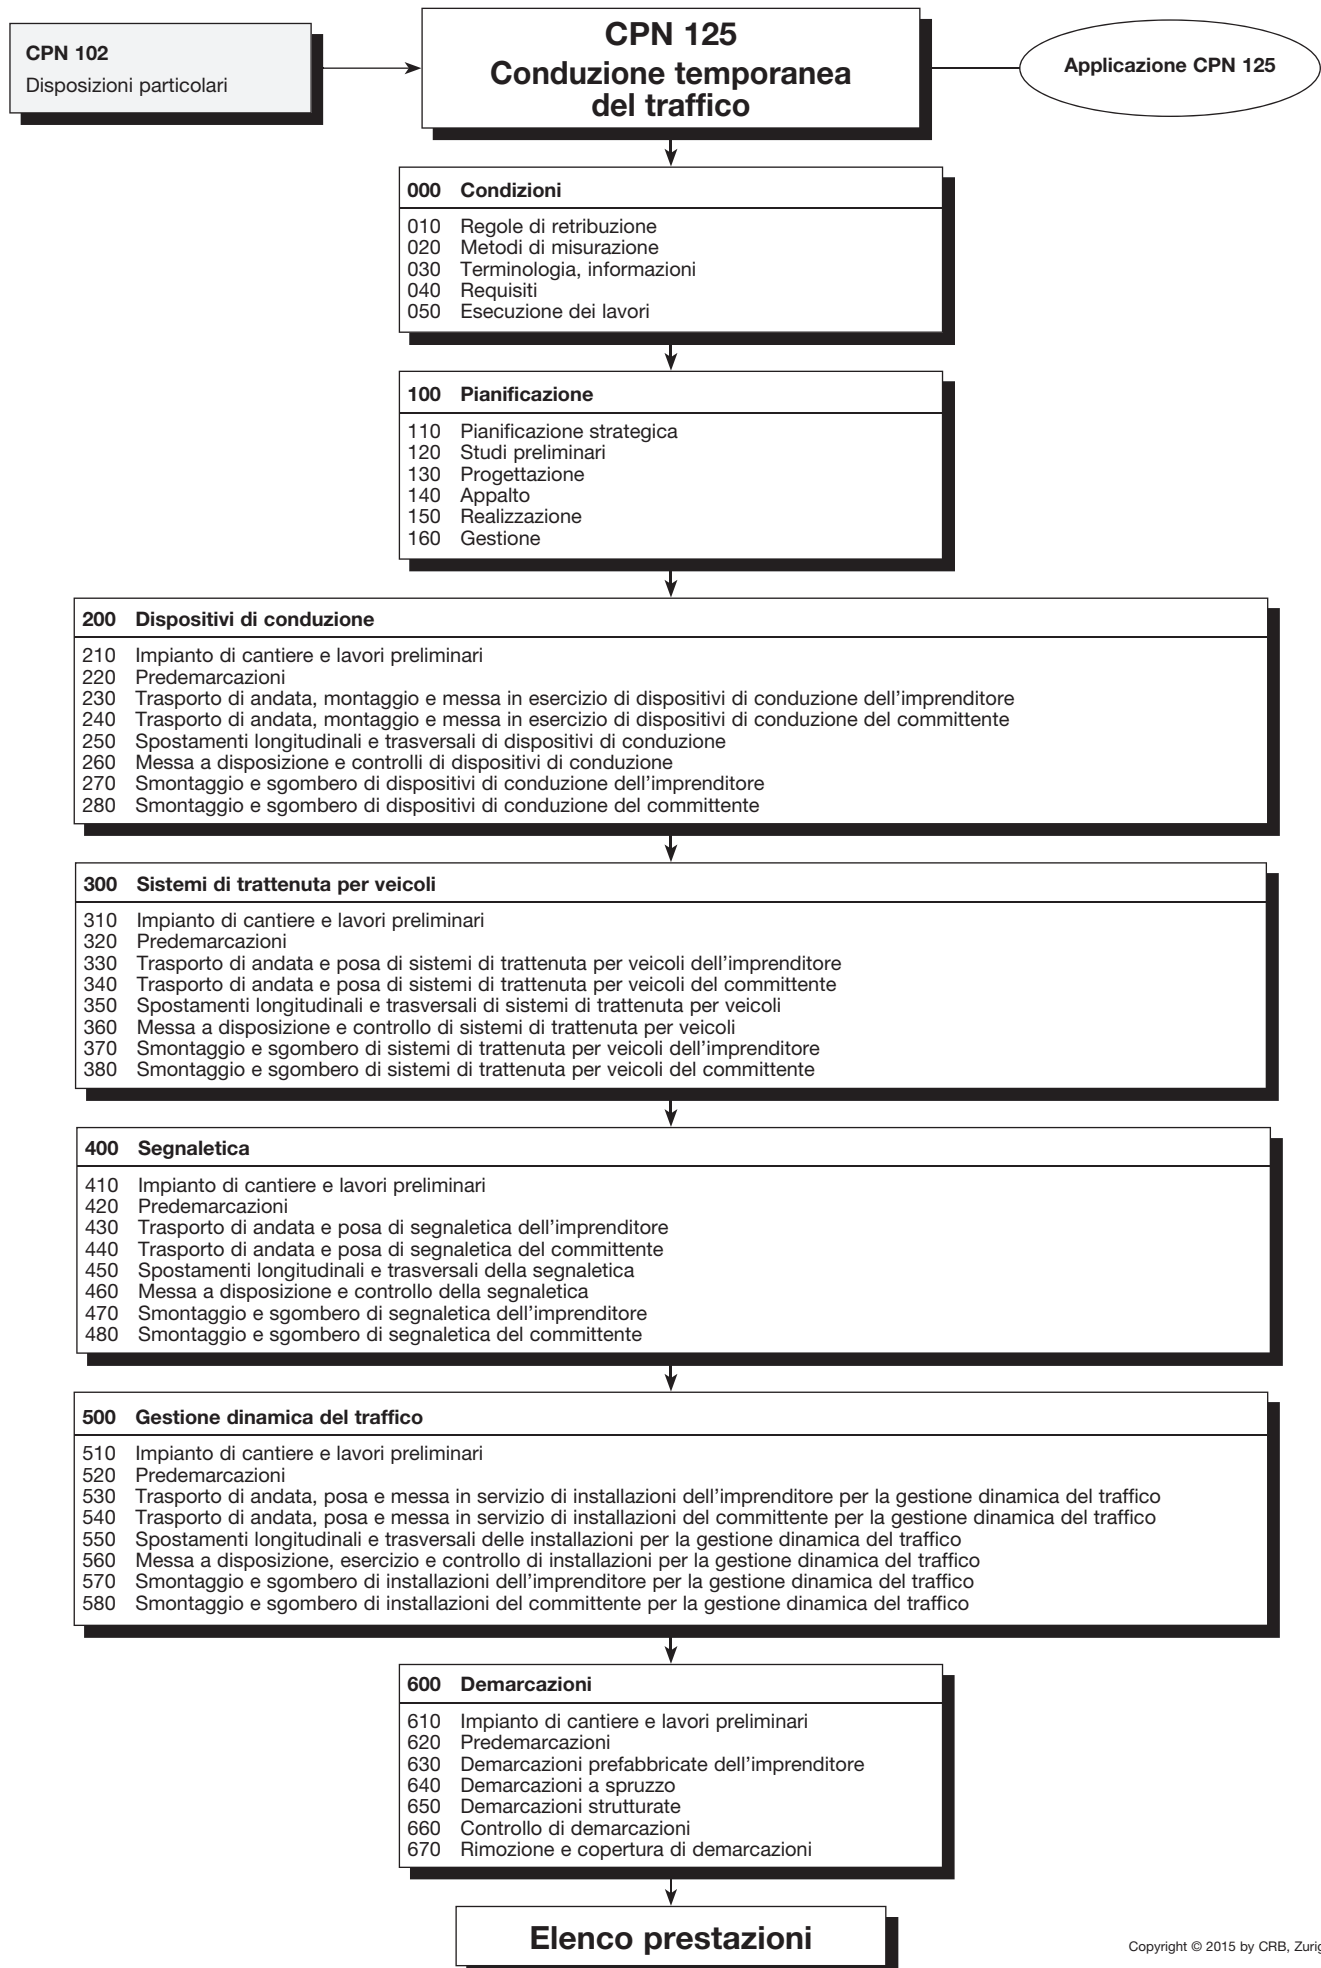 CPN 102
Disposizioni particolari
CPN 125
Conduzione temporanea
del traffico
Applicazione CPN 125
000 Condizioni
010 Regole di retribuzione
020 Metodi di misurazione
030 Terminologia, informazioni
040 Requisiti
050 Esecuzione dei lavori
100 Pianificazione
110 Pianificazione strategica
120 Studi preliminari
130 Progettazione
140 Appalto
150 Realizzazione
160 Gestione
200 Dispositivi di conduzione
210 Impianto di cantiere e lavori preliminari
220 Predemarcazioni
230 Trasporto di andata, montaggio e messa in esercizio di dispositivi di conduzione dell'imprenditore
240 Trasporto di andata, montaggio e messa in esercizio di dispositivi di conduzione del committente
250 Spostamenti longitudinali e trasversali di dispositivi di conduzione
260 Messa a disposizione e controlli di dispositivi di conduzione
270 Smontaggio e sgombero di dispositivi di conduzione dell'imprenditore
280 Smontaggio e sgombero di dispositivi di conduzione del committente
300 Sistemi di trattenuta per veicoli
310 Impianto di cantiere e lavori preliminari
320 Predemarcazioni
330 Trasporto di andata e posa di sistemi di trattenuta per veicoli dell'imprenditore
340 Trasporto di andata e posa di sistemi di trattenuta per veicoli del committente
350 Spostamenti longitudinali e trasversali di sistemi di trattenuta per veicoli
360 Messa a disposizione e controllo di sistemi di trattenuta per veicoli
370 Smontaggio e sgombero di sistemi di trattenuta per veicoli dell'imprenditore
380 Smontaggio e sgombero di sistemi di trattenuta per veicoli del committente
400 Segnaletica
410 Impianto di cantiere e lavori preliminari
420 Predemarcazioni
430 Trasporto di andata e posa di segnaletica dell'imprenditore
440 Trasporto di andata e posa di segnaletica del committente
450 Spostamenti longitudinali e trasversali della segnaletica
460 Messa a disposizione e controllo della segnaletica
470 Smontaggio e sgombero di segnaletica dell'imprenditore
480 Smontaggio e sgombero di segnaletica del committente
500 Gestione dinamica del traffico
510 Impianto di cantiere e lavori preliminari
520 Predemarcazioni
530 Trasporto di andata, posa e messa in servizio di installazioni dell'imprenditore per la gestione dinamica del traffico
540 Trasporto di andata, posa e messa in servizio di installazioni del committente per la gestione dinamica del traffico
550 Spostamenti longitudinali e trasversali delle installazioni per la gestione dinamica del traffico
560 Messa a disposizione, esercizio e controllo di installazioni per la gestione dinamica del traffico
570 Smontaggio e sgombero di installazioni dell'imprenditore per la gestione dinamica del traffico
580 Smontaggio e sgombero di installazioni del committente per la gestione dinamica del traffico
600 Demarcazioni
610 Impianto di cantiere e lavori preliminari
620 Predemarcazioni
630 Demarcazioni prefabbricate dell'imprenditore
640 Demarcazioni a spruzzo
650 Demarcazioni strutturate
660 Controllo di demarcazioni
670 Rimozione e copertura di demarcazioni
Elenco prestazioni
Copyright © 2015 by CRB, Zurig